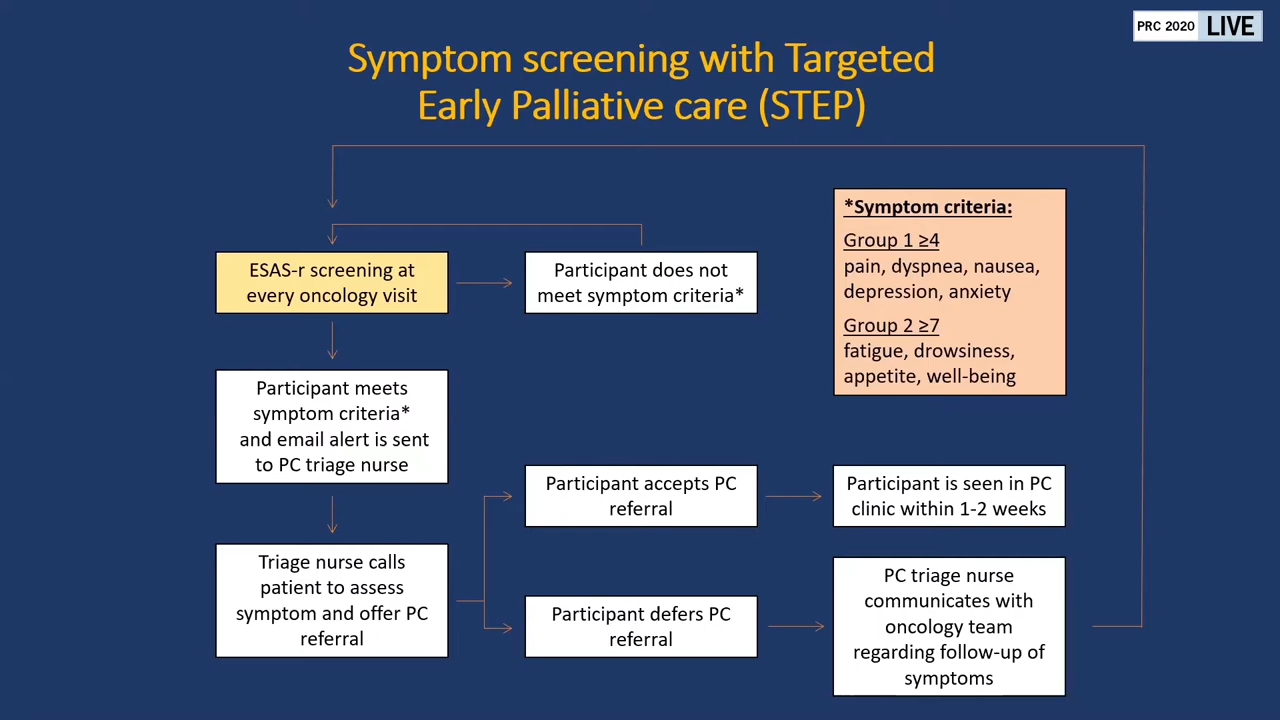 PRC 2020 LIVE
Symptom screening with Targeted
Early Palliative care (STEP)
*Symptom criteria:
Group 1 ≥4
pain, dyspnea, nausea,
depression, anxiety
Group 2 ≥7
fatigue, drowsiness,
appetite, well-being
ESAS-r screening at
every oncology visit
Participant does not
meet symptom criteria*
Participant meets
symptom criteria*
and email alert is sent
to PC triage nurse
Participant accepts PC
referral
Participant is seen in PC
clinic within 1-2 weeks
Triage nurse calls
patient to assess
symptom and offer PC
referral
Participant defers PC
referral
PC triage nurse
communicates with
oncology team
regarding follow-up of
symptoms